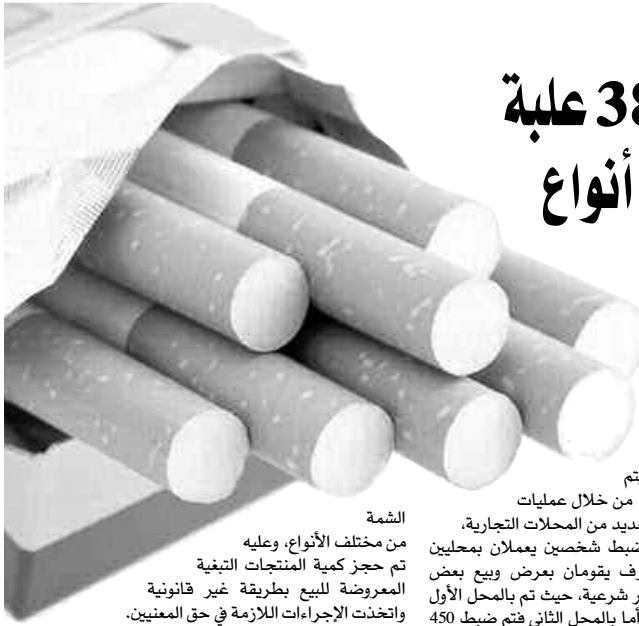 38 علبة
أنواع
يتم
من خلال عمليات
عديد من المحلات التجارية،
ضبط شخصين يعملان بمحليين
رف يقومان بعرض وبيع بعض
ر شرعية، حيث تم بالمحل الأول
أما بالمحل الثاني فتم ضبط 450
الشمة
من مختلف الأنواع، وعليه
تم حجز كمية المنتجات التبغية
المعروضة للبيع بطريقة غير قانونية
واتخذت الإجراءات اللازمة في حق المعنيين.